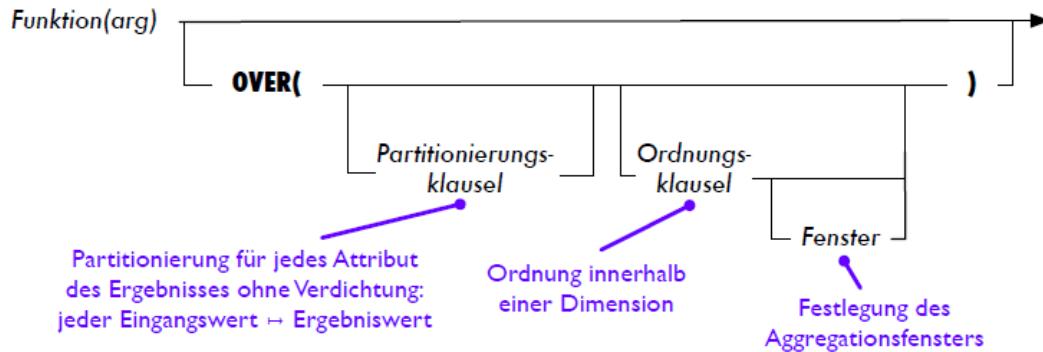 Funktion(arg)
OVER(
)
Partitionierungs-
klausel
Ordnungs-
klausel
Fenster
Partitionierung für jedes Attribut
des Ergebnisses ohne Verdichtung:
jeder Eingangswert ↦ Ergebniswert
Ordnung innerhalb
einer Dimension
Festlegung des
Aggregationsfensters